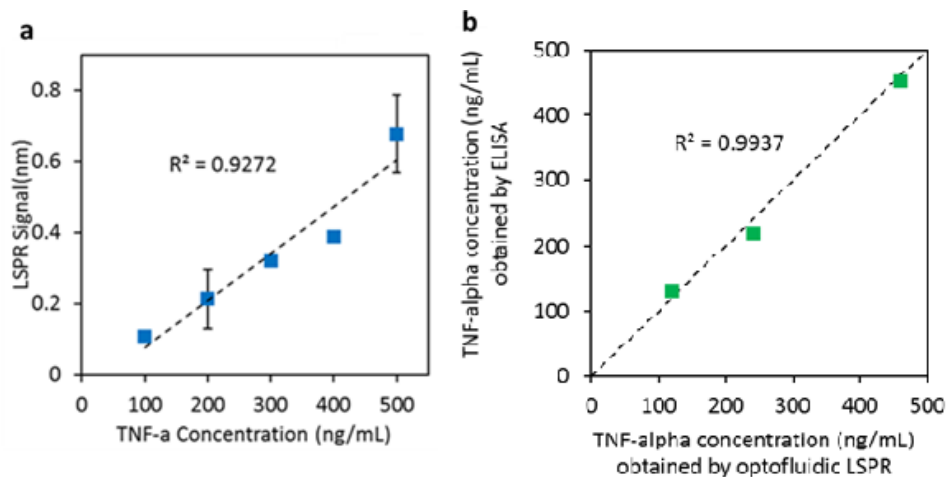 a
LSPR Signal(nm)
0.8
0.6
0.4
0.2
0
R² = 0.9272
0 100 200 300 400 500
TNF-a Concentration (ng/mL)
b
TNF-alpha concentration (ng/mL)
obtained by ELISA
500
400
300
200
100
0
R² = 0.9937
0 100 200 300 400 500
TNF-alpha concentration (ng/mL)
obtained by optofluidic LSPR